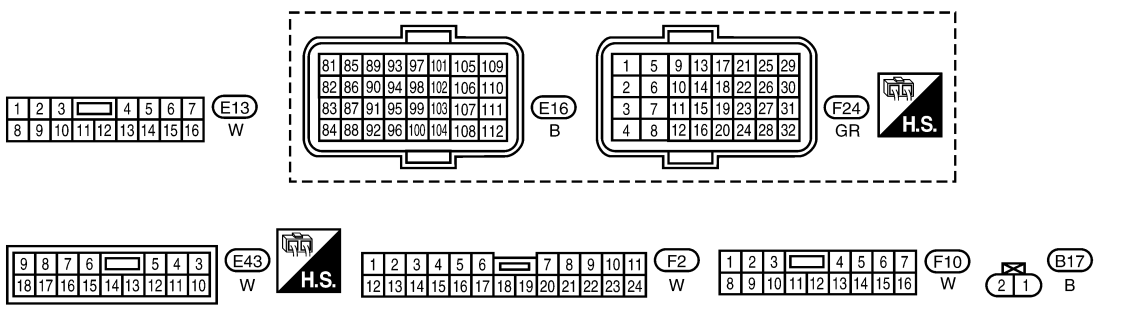 81 85 89 93 97 101 105 109
82 86 90 94 98 102 106 110
83 87 91 95 99 103 107 111
84 88 92 96 100 104 108 112
E16
B
1 5 9 13 17 21 25 29
2 6 10 14 18 22 26 30
3 7 11 15 19 23 27 31
4 8 12 16 20 24 28 32
F24
GR
H.S.
1 2 3 4 5 6 7
8 9 10 11 12 13 14 15 16
E13
W
9 8 7 6 5 4 3
18 17 16 15 14 13 12 11 10
E43
W
H.S.
1 2 3 4 5 6 7 8 9 10 11
12 13 14 15 16 17 18 19 20 21 22 23 24
F2
W
1 2 3 4 5 6 7
8 9 10 11 12 13 14 15 16
F10
W
2 1
B17
B